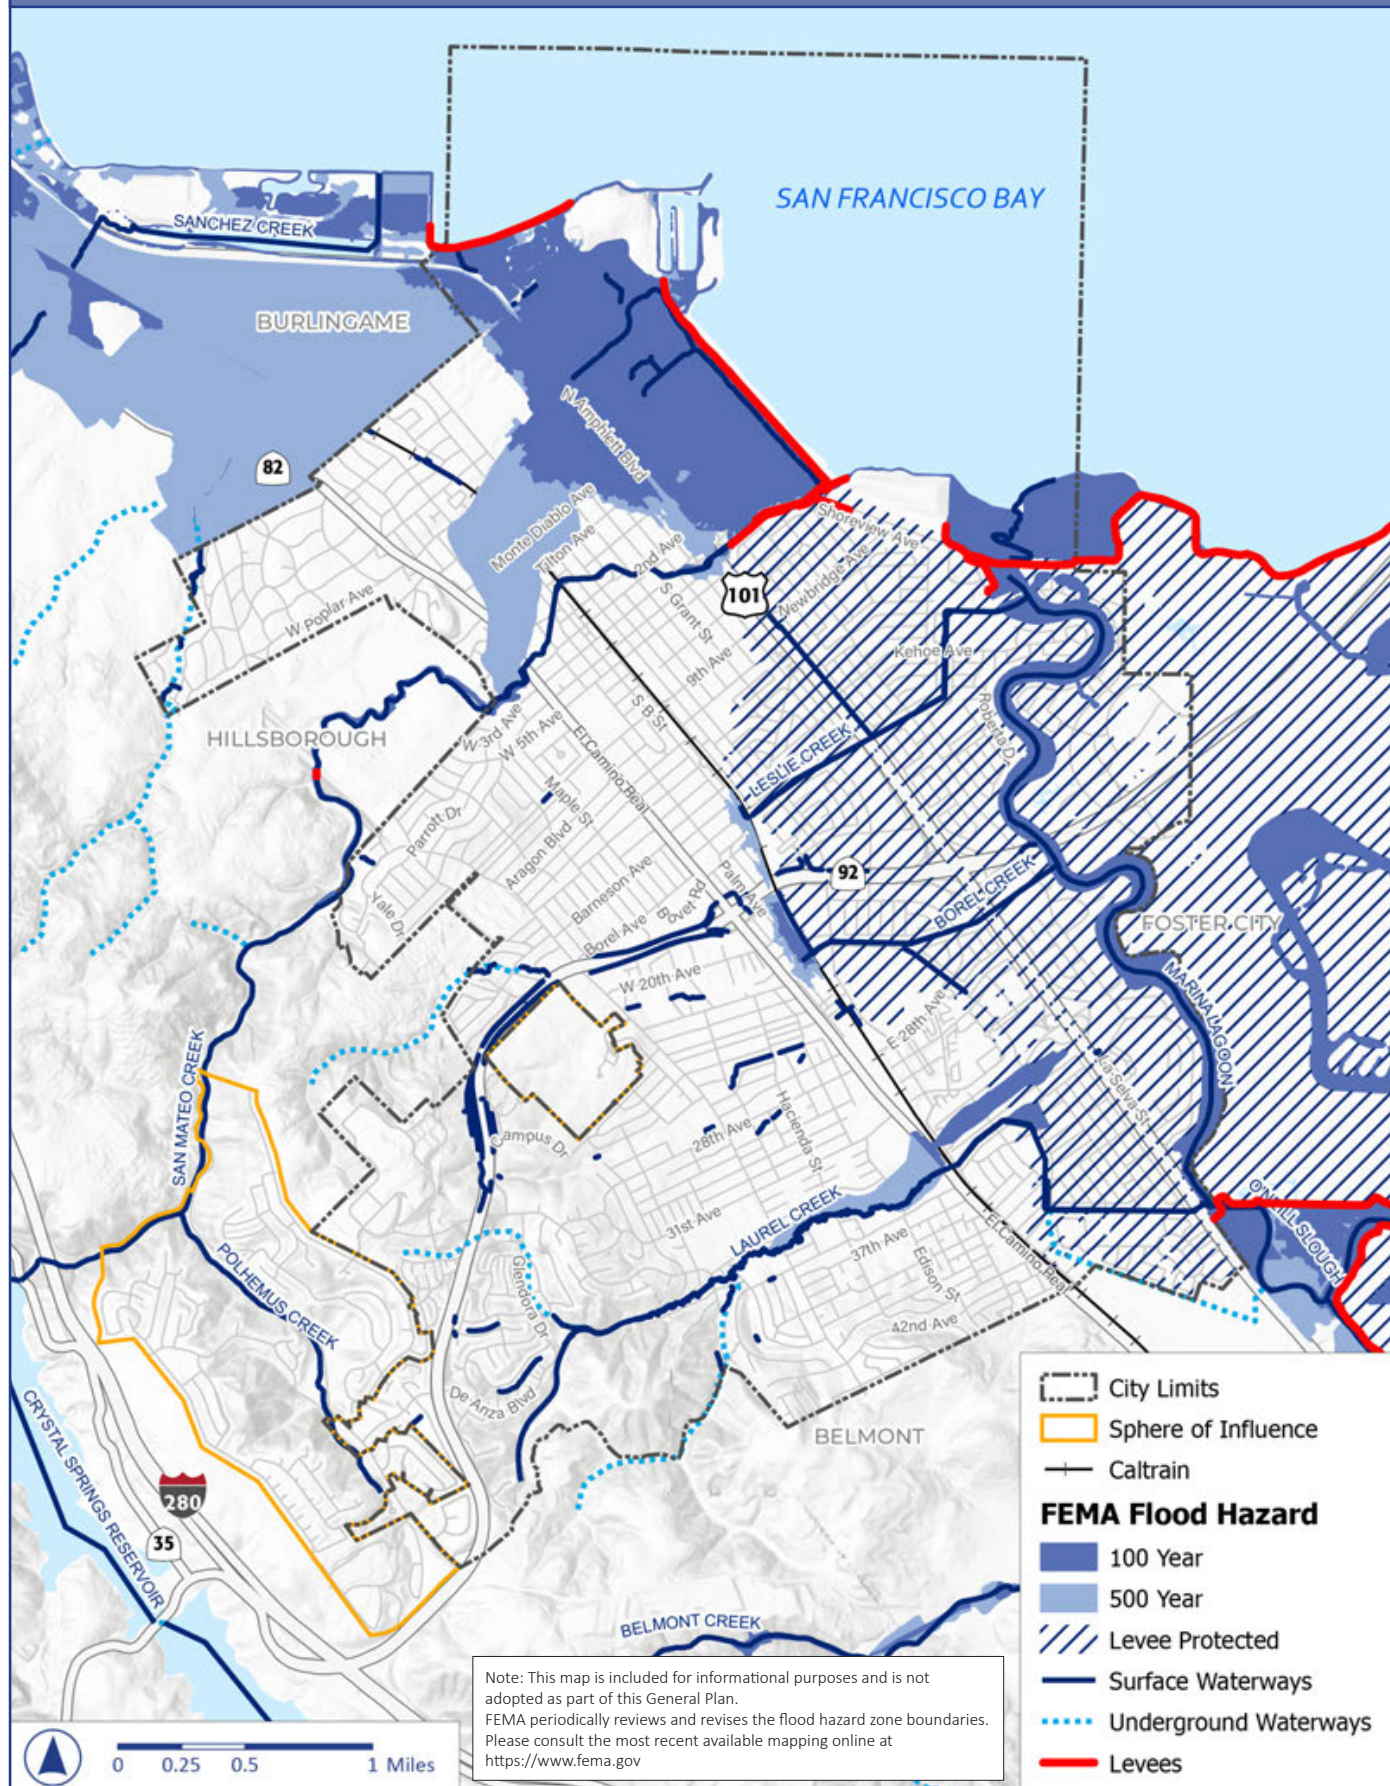 SAN FRANCISCO BAY
SANCHEZ CREEK
BURLINGAME
82
N Amphlett Blvd
Monte Diablo Ave
Tilton Ave
2nd Ave
Shoreview Ave
101
Newbridge Ave
S Grant St
9th Ave
Kehoe Ave
W Poplar Ave
S B St
Roberta Dr
HILLSBOROUGH
W 3rd Ave
W 5th Ave
El Camino Real
LESLIE CREEK
Maple St
Parrott Dr
Aragon Blvd
Barneson Ave
Palm Ave
92
Yale Dr
Bovet Rd
Borel Ave
BOREL CREEK
FOSTER CITY
W 20th Ave
MARINA LAGOON
E 28th Ave
SAN MATEO CREEK
La Selva St
Hacienda St
28th Ave
Campus Dr
31st Ave
LAUREL CREEK
O'NEILL SLOUGH
37th Ave
Edison St
El Camino Real
POLHEMUS CREEK
Glendora Dr
42nd Ave
De Anza Blvd
BELMONT
CRYSTAL SPRINGS RESERVOIR
280
35
BELMONT CREEK
City Limits
Sphere of Influence
Caltrain
FEMA Flood Hazard
100 Year
500 Year
Levee Protected
Surface Waterways
Underground Waterways
Levees
Note: This map is included for informational purposes and is not
adopted as part of this General Plan.
FEMA periodically reviews and revises the flood hazard zone boundaries.
Please consult the most recent available mapping online at
https://www.fema.gov
0 0.25 0.5 1 Miles